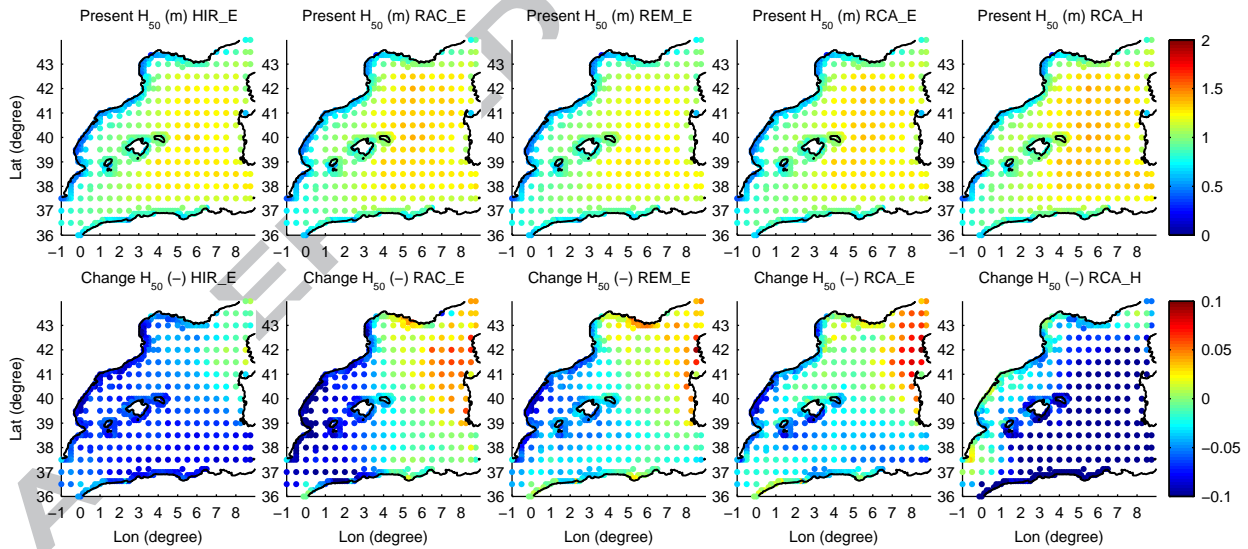 Present H50 (m) HIR_E Present H50 (m) RAC_E Present H50 (m) REM_E Present H50 (m) RCA_E Present H50 (m) RCA_H
Lat (degree)
43 43 43 43 43
42 42 42 42 42
41 41 41 41 41
40 40 40 40 40
39 39 39 39 39
38 38 38 38 38
37 37 37 37 37
36 36 36 36 36
−1 0 1 2 3 4 5 6 7 8 −1 0 1 2 3 4 5 6 7 8 −1 0 1 2 3 4 5 6 7 8 −1 0 1 2 3 4 5 6 7 8 −1 0 1 2 3 4 5 6 7 8
2
1.5
1
0.5
0
Change H50 (−) HIR_E Change H50 (−) RAC_E Change H50 (−) REM_E Change H50 (−) RCA_E Change H50 (−) RCA_H
Lat (degree)
43 43 43 43 43
42 42 42 42 42
41 41 41 41 41
40 40 40 40 40
39 39 39 39 39
38 38 38 38 38
37 37 37 37 37
36 36 36 36 36
−1 0 1 2 3 4 5 6 7 8 −1 0 1 2 3 4 5 6 7 8 −1 0 1 2 3 4 5 6 7 8 −1 0 1 2 3 4 5 6 7 8 −1 0 1 2 3 4 5 6 7 8
Lon (degree) Lon (degree) Lon (degree) Lon (degree) Lon (degree)
0.1
0.05
0
−0.05
−0.1